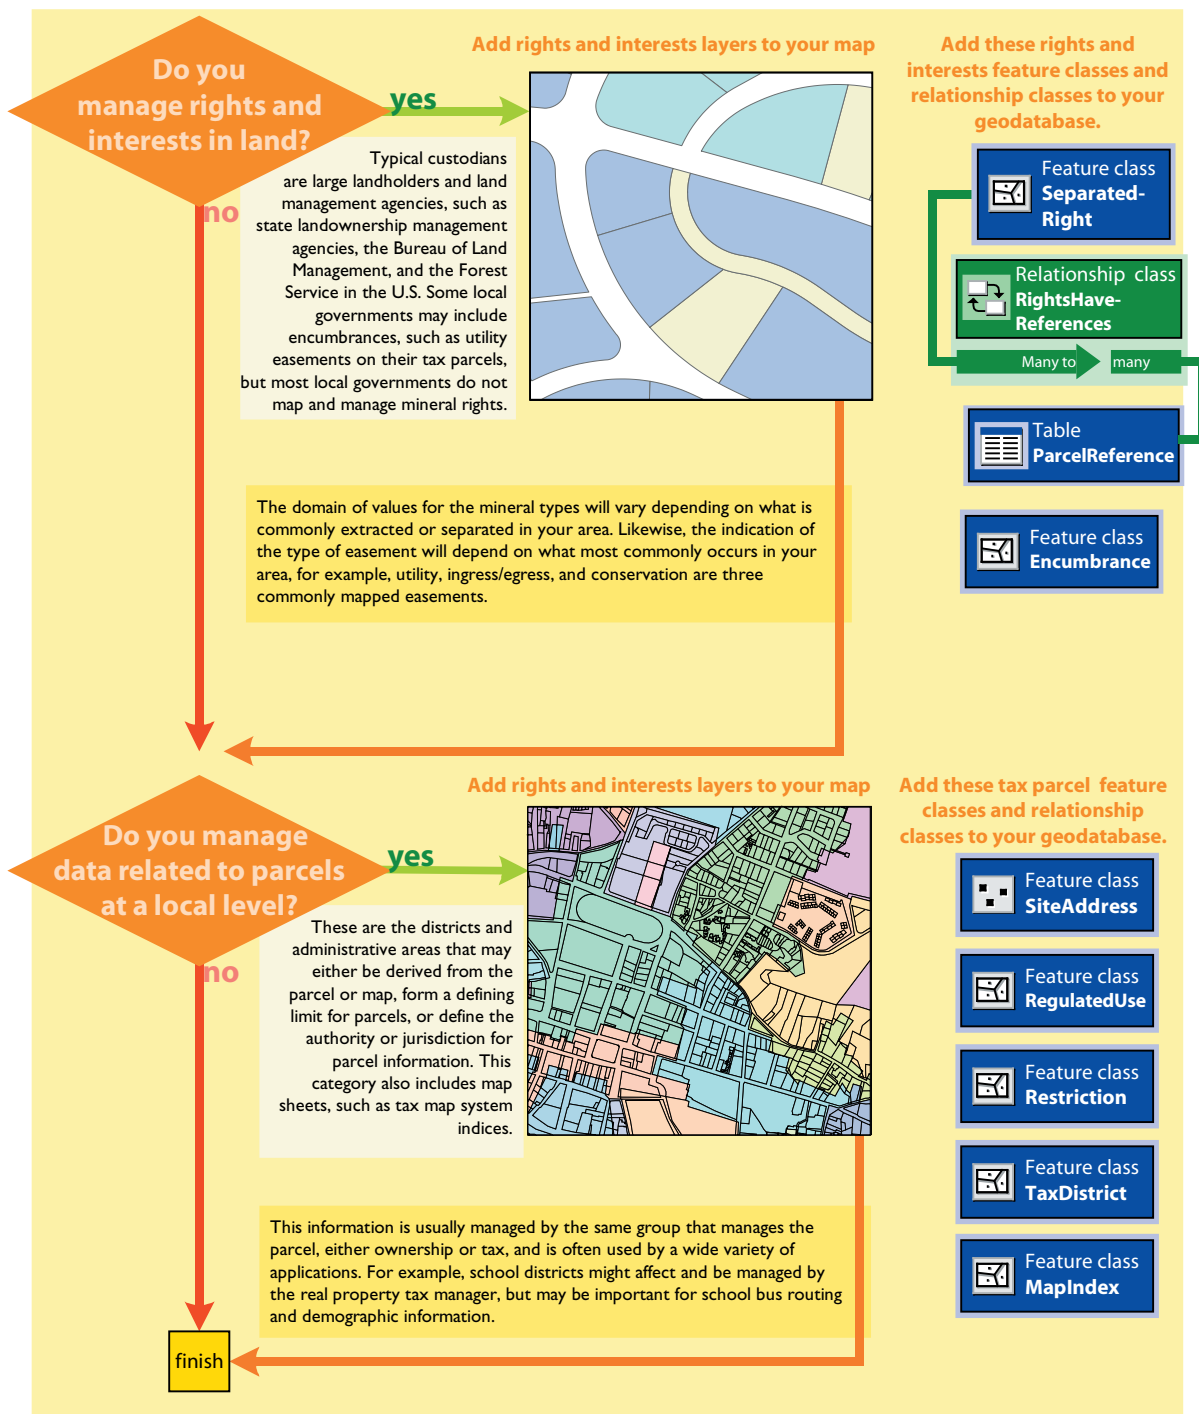 Do you
manage rights and
interests in land?
yes
no
Add rights and interests layers to your map
Typical custodians
are large landholders and land
management agencies, such as
state landownership management
agencies, the Bureau of Land
Management, and the Forest
Service in the U.S. Some local
governments may include
encumbrances, such as utility
easements on their tax parcels,
but most local governments do not
map and manage mineral rights.
Add these rights and
interests feature classes and
relationship classes to your
geodatabase.
Feature class
Separated-
Right
Relationship class
RightsHave-
References
Many to many
Table
ParcelReference
Feature class
Encumbrance
The domain of values for the mineral types will vary depending on what is
commonly extracted or separated in your area. Likewise, the indication of
the type of easement will depend on what most commonly occurs in your
area, for example, utility, ingress/egress, and conservation are three
commonly mapped easements.
Do you manage
data related to parcels
at a local level?
yes
no
Add rights and interests layers to your map
These are the districts and
administrative areas that may
either be derived from the
parcel or map, form a defining
limit for parcels, or define the
authority or jurisdiction for
parcel information. This
category also includes map
sheets, such as tax map system
indices.
Add these tax parcel feature
classes and relationship
classes to your geodatabase.
Feature class
SiteAddress
Feature class
RegulatedUse
Feature class
Restriction
Feature class
TaxDistrict
Feature class
MapIndex
This information is usually managed by the same group that manages the
parcel, either ownership or tax, and is often used by a wide variety of
applications. For example, school districts might affect and be managed by
the real property tax manager, but may be important for school bus routing
and demographic information.
finish